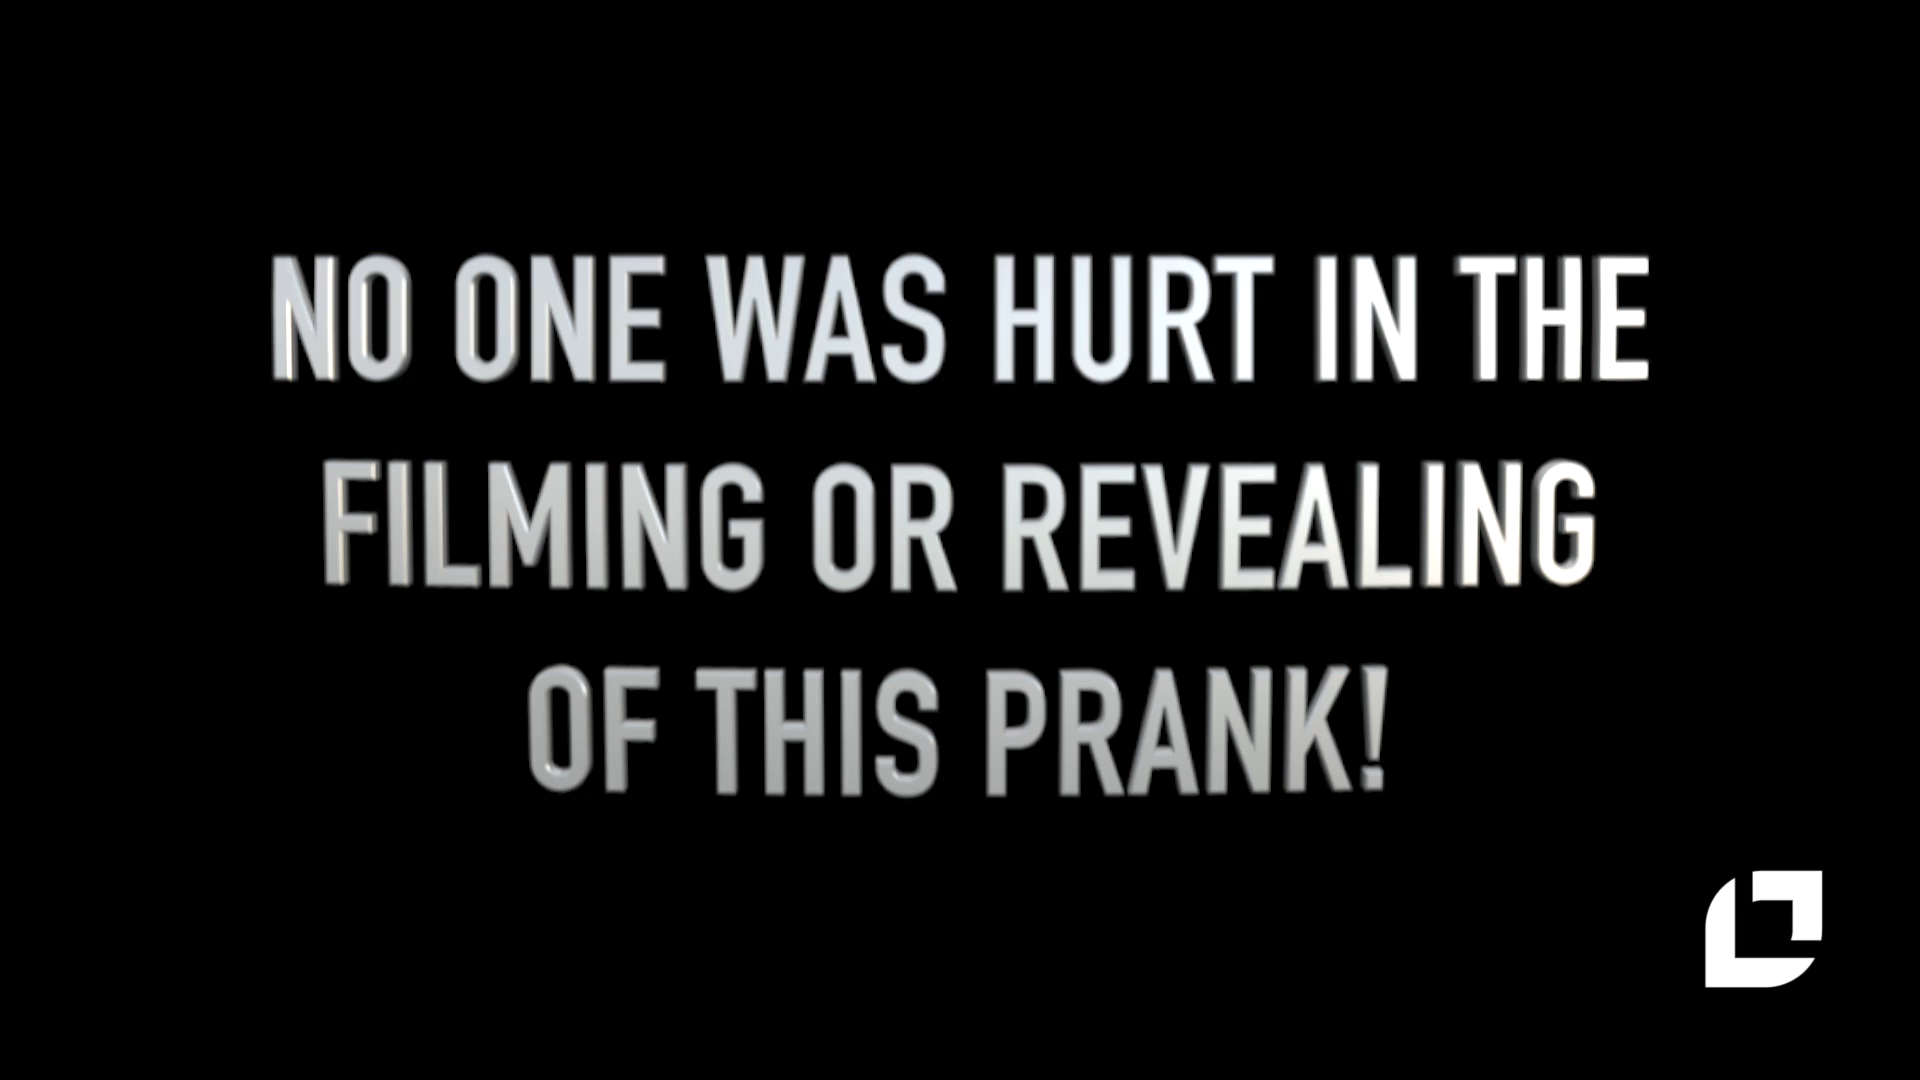 NO ONE WAS HURT IN THE
FILMING OR REVEALING
OF THIS PRANK!